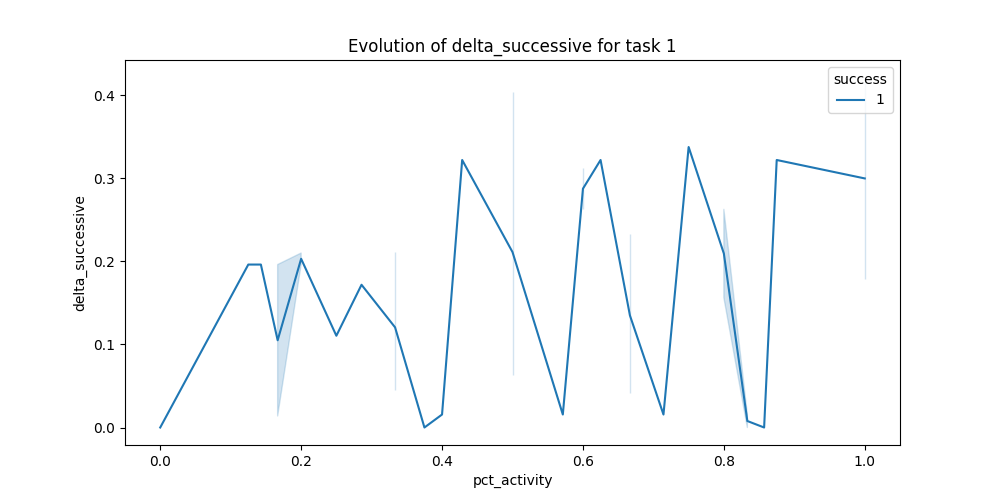 Evolution of delta_successive for task 1
success
1
delta_successive
0.4
0.3
0.2
0.1
0.0
0.0 0.2 0.4 0.6 0.8 1.0
pct_activity